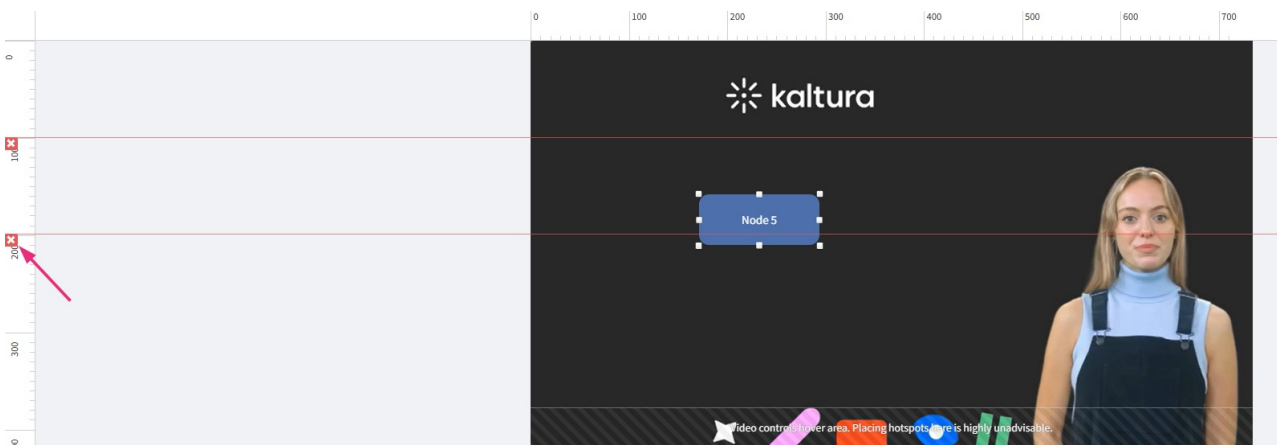 0 100 200 300 400 500 600 700
0
kaltura
100
Node 5
200
300
Video controls hover area. Placing hotspots here is highly unadvisable.